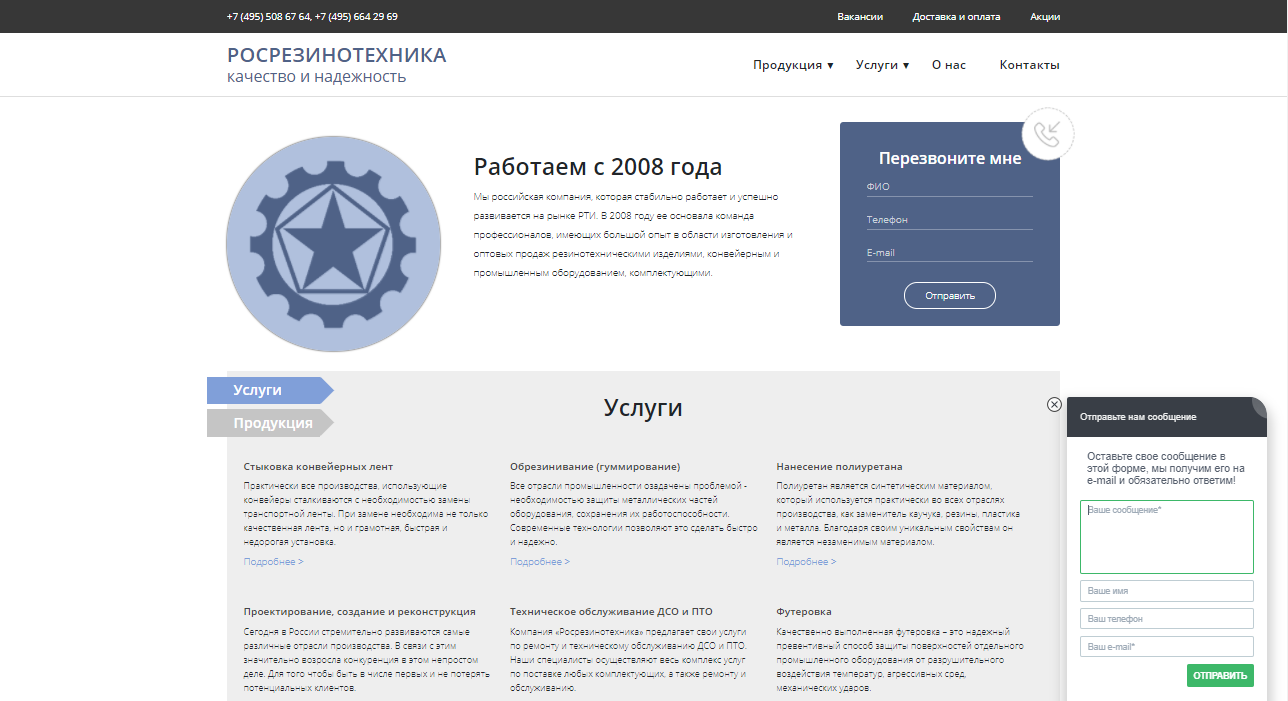 +7 (495) 508 67 64, +7 (495) 664 29 69
Вакансии Доставка и оплата Акции
РОСРЕЗИНОТЕХНИКА
качество и надежность
Продукция ▾ Услуги ▾ О нас Контакты
Работаем с 2008 года
Мы российская компания, которая стабильно работает и успешно
развивается на рынке РТИ. В 2008 году ее основала команда
профессионалов, имеющих большой опыт в области изготовления и
оптовых продаж резинотехническими изделиями, конвейерным и
промышленным оборудованием, комплектующими.
Перезвоните мне
ФИО
Телефон
E-mail
Отправить
Услуги
Продукция
Услуги
Стыковка конвейерных лент
Практически все производства, использующие
конвейеры сталкиваются с необходимостью замены
транспортной ленты. При замене необходима не только
качественная лента, но и грамотная, быстрая и
недорогая установка.
Подробнее >
Обрезинивание (гуммирование)
Все отрасли промышленности озадачены проблемой -
необходимостью защиты металлических частей
оборудования, сохранения их работоспособности.
Современные технологии позволяют это сделать быстро
и надежно.
Подробнее >
Нанесение полиуретана
Полиуретан является синтетическим материалом,
который используется практически во всех отраслях
производства, как заменитель каучука, резины, пластика
и металла. Благодаря своим уникальным свойствам он
является незаменимым материалом.
Подробнее >
Проектирование, создание и реконструкция
Сегодня в России стремительно развиваются самые
различные отрасли производства. В связи с этим
значительно возросла конкуренция в этом непростом
деле. Для того чтобы быть в числе первых и не потерять
потенциальных клиентов.
Техническое обслуживание ДСО и ПТО
Компания «Росрезинотехника» предлагает свои услуги
по ремонту и техническому обслуживанию ДСО и ПТО.
Наши специалисты осуществляют весь комплекс услуг
по поставке любых комплектующих, а также ремонту и
обслуживанию.
Футеровка
Качественно выполненная футеровка – это надежный
превентивный способ защиты поверхностей отдельного
промышленного оборудования от разрушительного
воздействия температур, агрессивных сред,
механических ударов.
Отправьте нам сообщение
Оставьте свое сообщение в
этой форме, мы получим его на
e-mail и обязательно ответим!
Ваше сообщение*
Ваше имя
Ваш телефон
Ваш e-mail*
ОТПРАВИТЬ